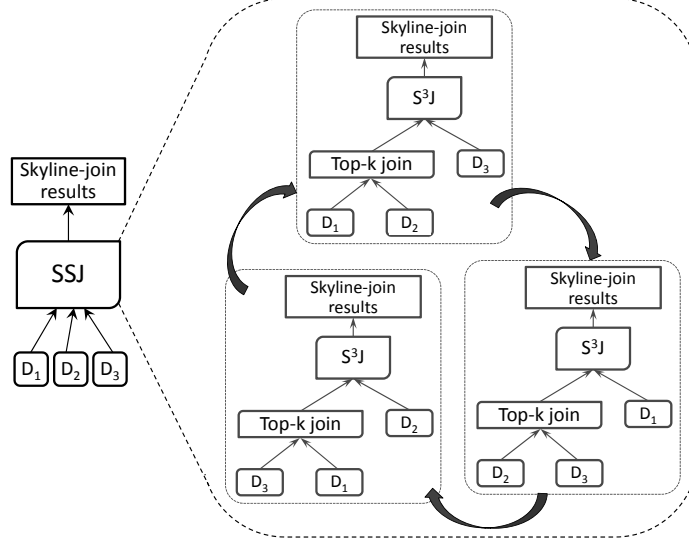 Skyline-join
results
SSJ
D₁ D₂ D₃
Skyline-join
results
S³J
Top-k join
D₃
D₁ D₂
Skyline-join
results
S³J
Top-k join
D₂
D₃ D₁
Skyline-join
results
S³J
Top-k join
D₁
D₂ D₃